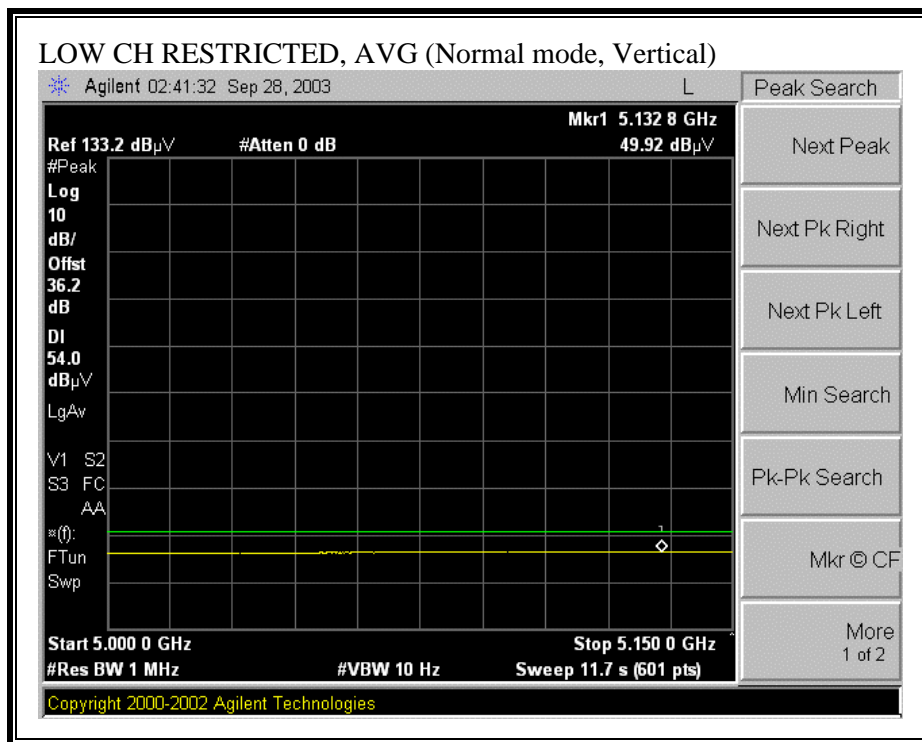 LOW CH RESTRICTED, AVG (Normal mode, Vertical)
Agilent 02:41:32 Sep 28, 2003 L
Peak Search
Mkr1 5.132 8 GHz
Ref 133.2 dBµV #Atten 0 dB 49.92 dBµV
#Peak
Log
10
dB/
Offst
36.2
dB
DI
54.0
dBµV
LgAv
V1 S2
S3 FC
AA
¤(f):
FTun
Swp
1
Start 5.000 0 GHz Stop 5.150 0 GHz ^
#Res BW 1 MHz #VBW 10 Hz Sweep 11.7 s (601 pts)
Copyright 2000-2002 Agilent Technologies
Next Peak
Next Pk Right
Next Pk Left
Min Search
Pk-Pk Search
Mkr © CF
More
1 of 2